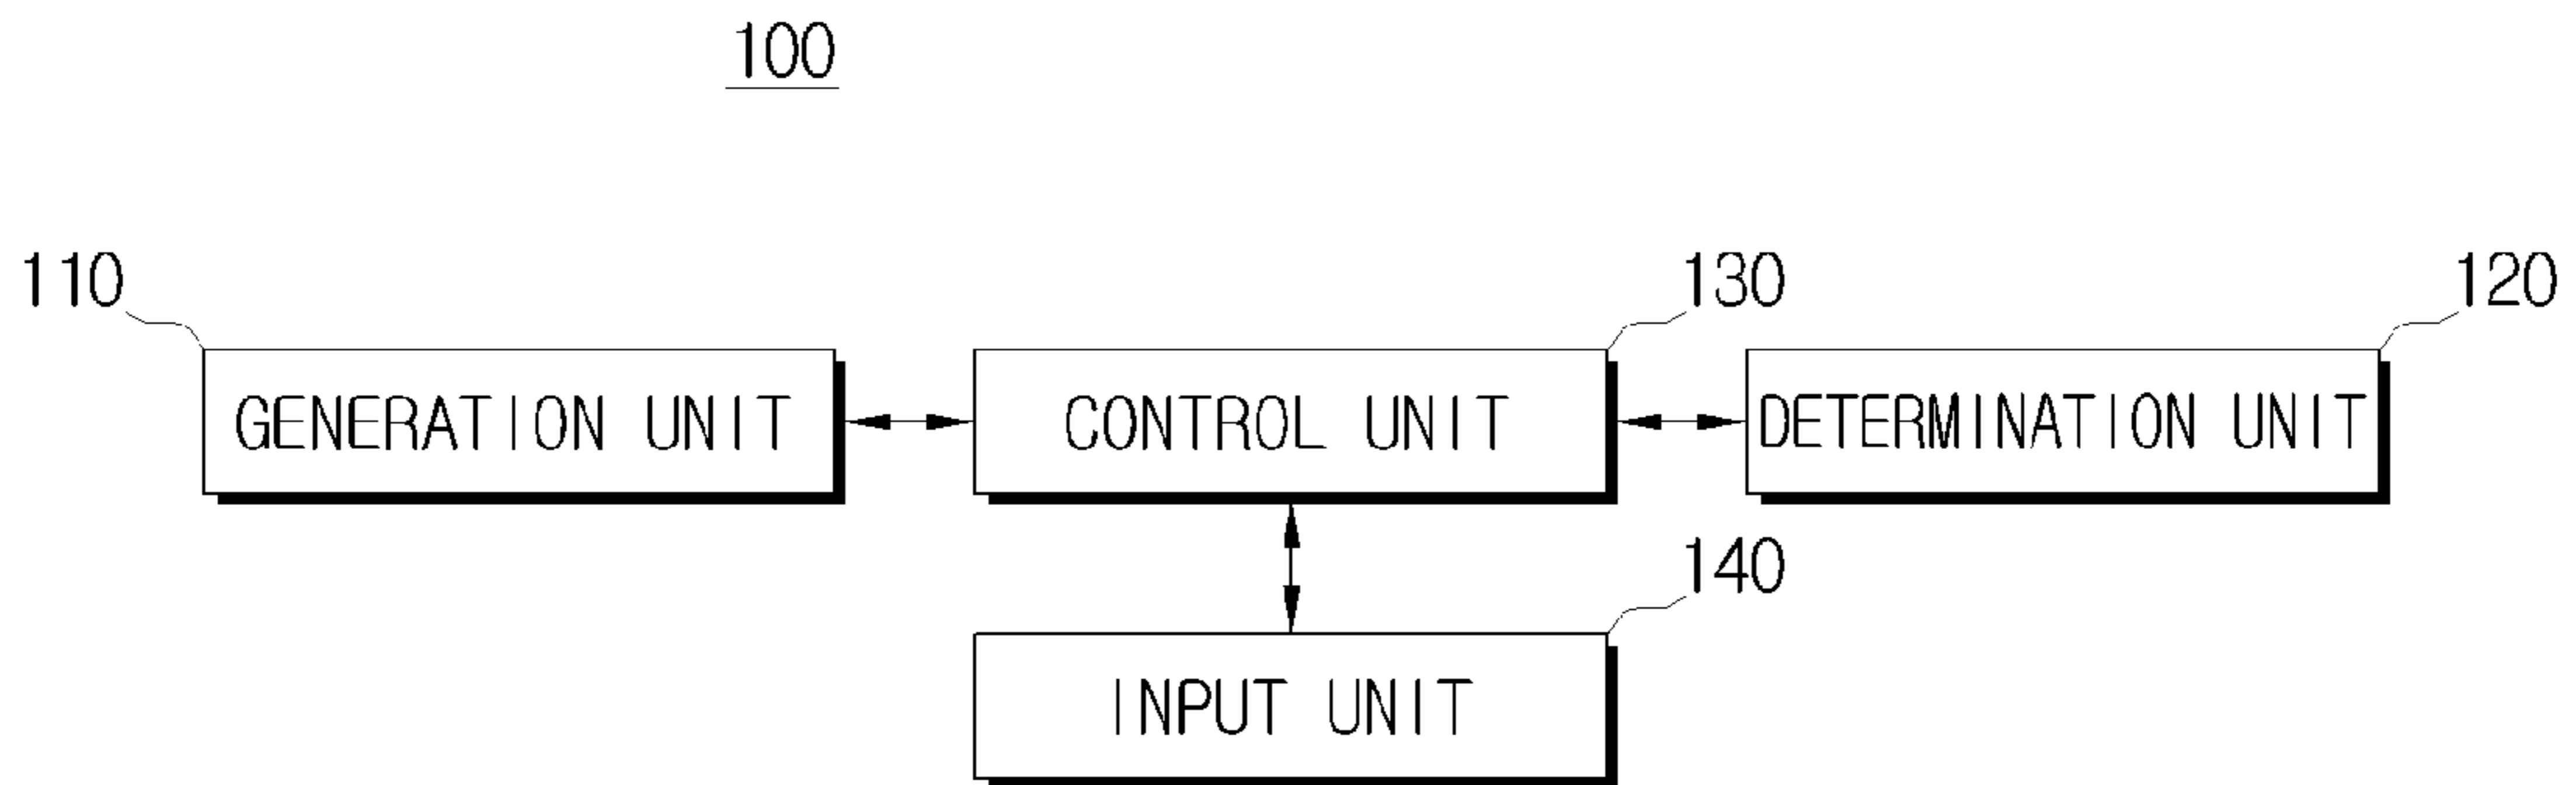 100
110
130
120
GENERATION UNIT
CONTROL UNIT
DETERMINATION UNIT
140
INPUT UNIT